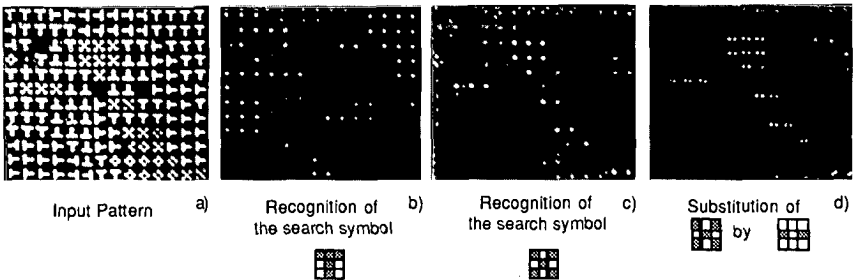 Input Pattern
a)
Recognition of
the search symbol
b)
Recognition of
the search symbol
c)
Substitution of
by
d)